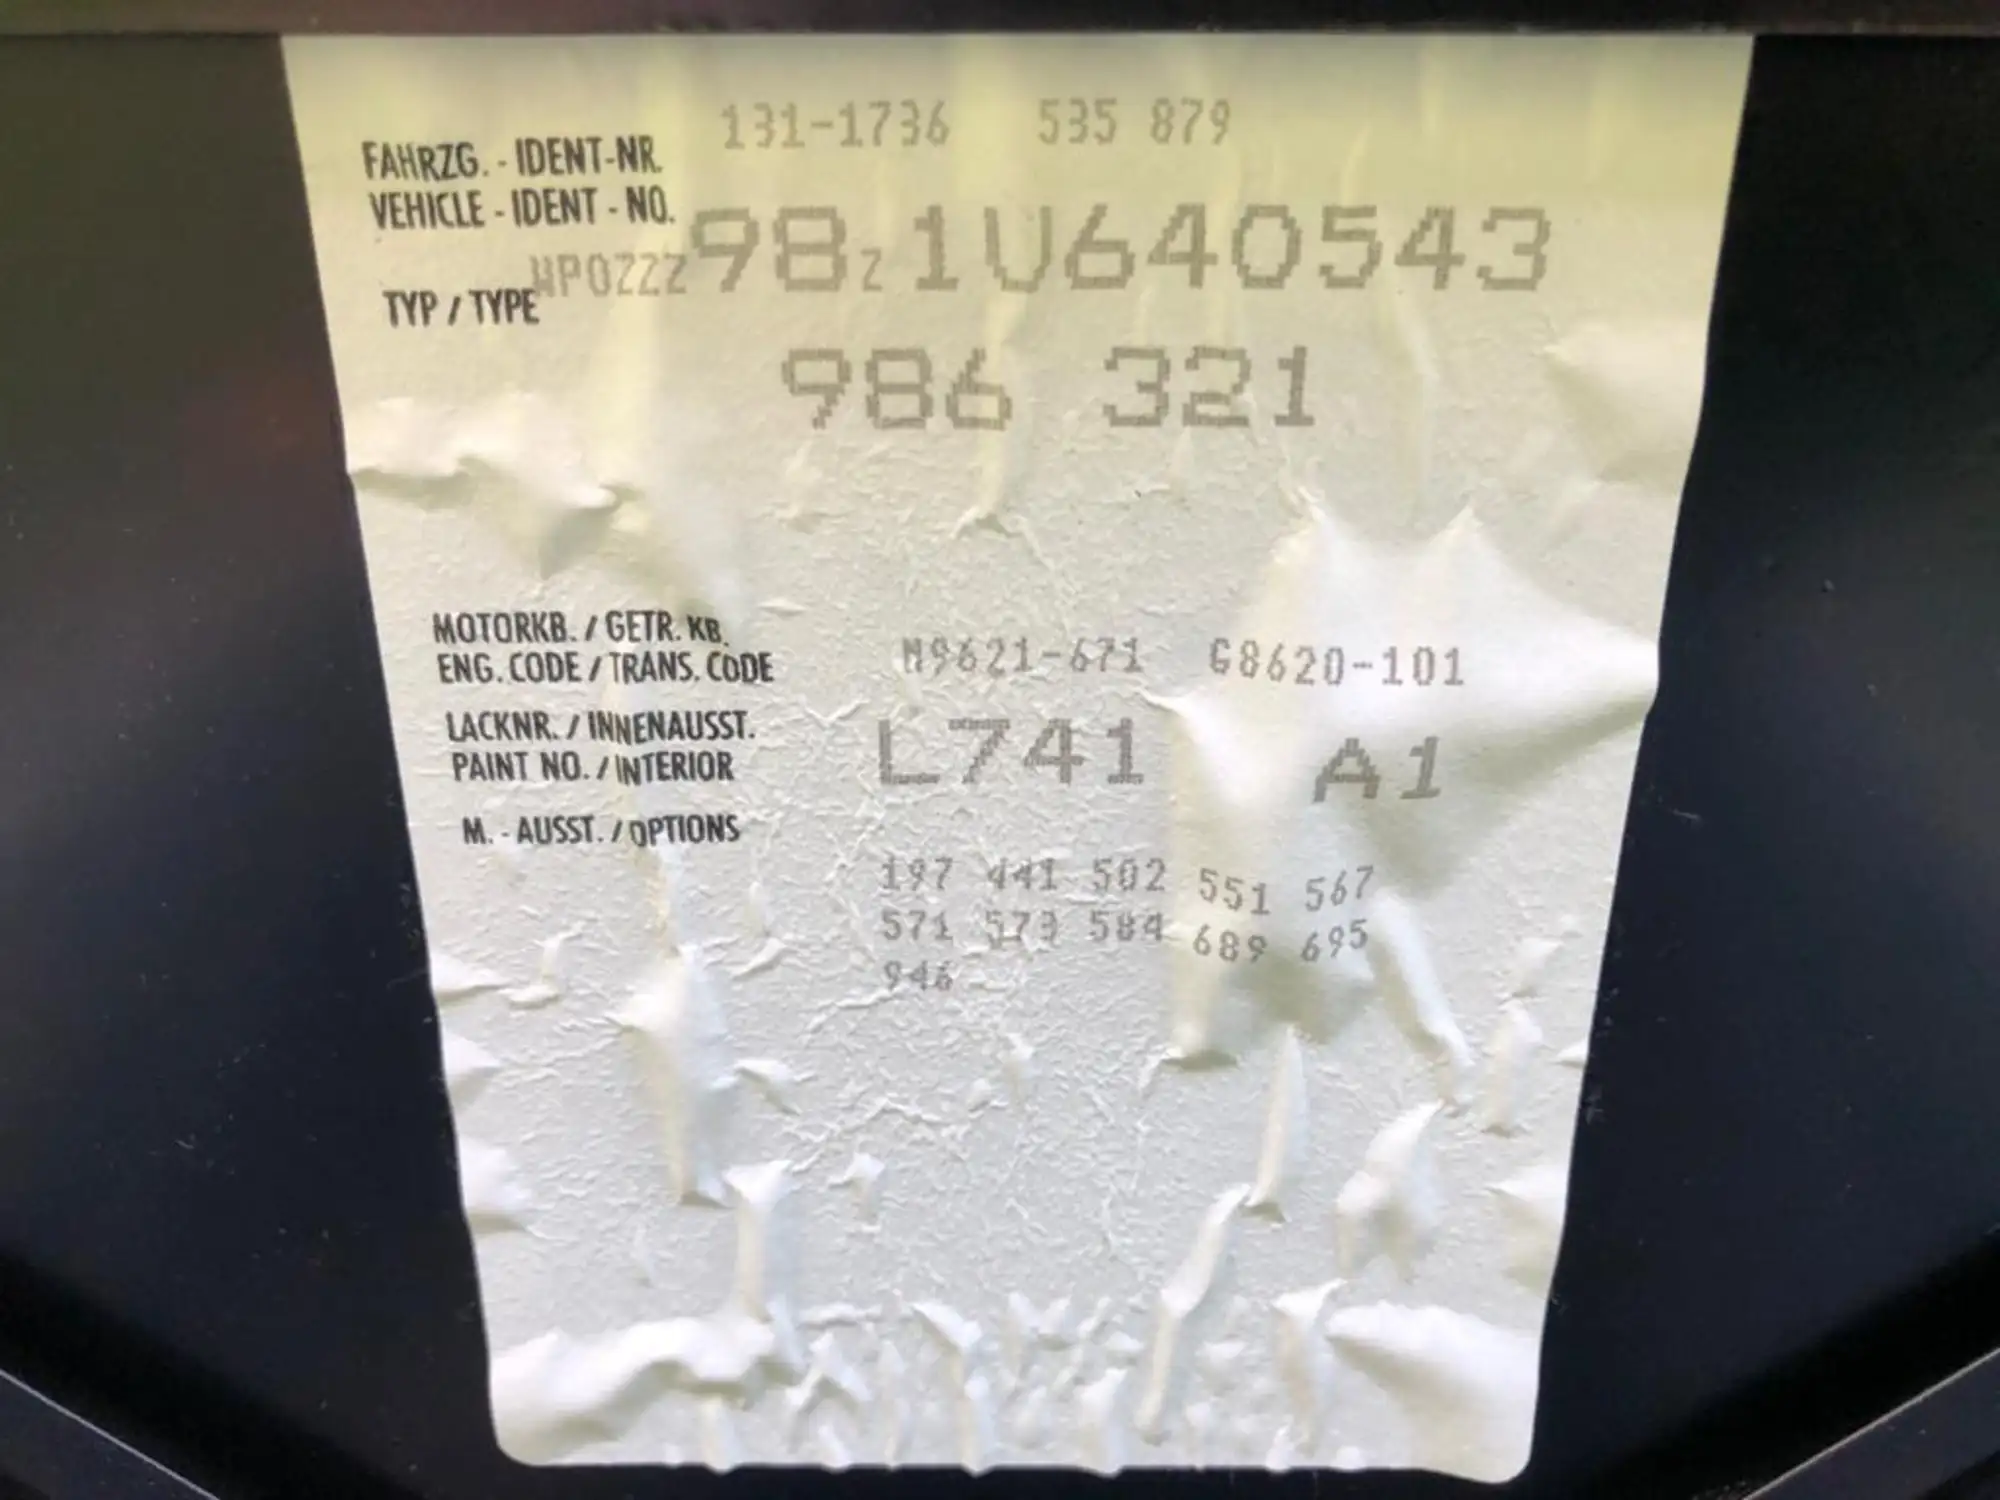 131-1736 535 879
FAHRZG. - IDENT-NR.
VEHICLE - IDENT - NO.
WP0ZZZ98Z1U640543
TYP / TYPE
986 321
MOTORKB. / GETR. KB.
ENG. CODE / TRANS. CODE
M9621-671 G8620-101
LACKNR. / INNENAUSST.
PAINT NO. / INTERIOR
L741 A1
M. - AUSST. / OPTIONS
197 441 502 551 567
571 573 584 689 695
946